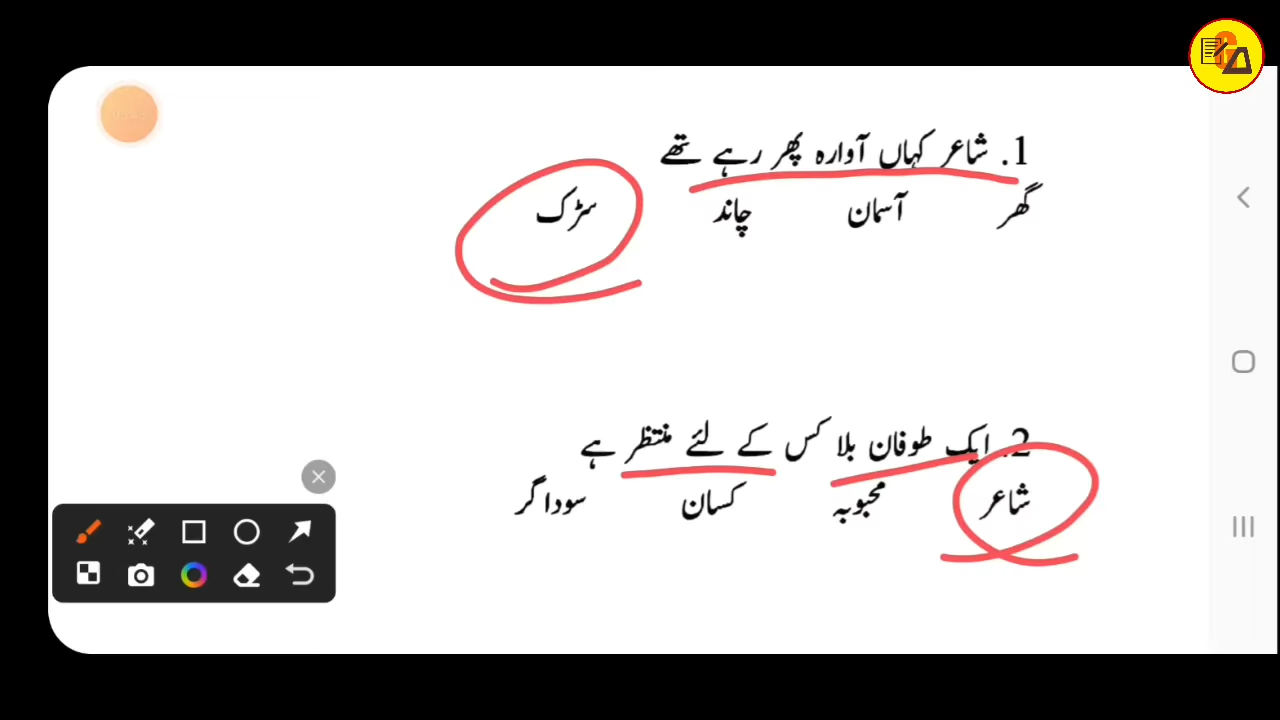 1. شاعر کہاں آوارہ پھر رہے تھے
گھر آسمان چاند سڑک
2. ایک طوفان بلا کس کے لئے منتظر ہے
شاعر محبوبہ کسان سوداگر